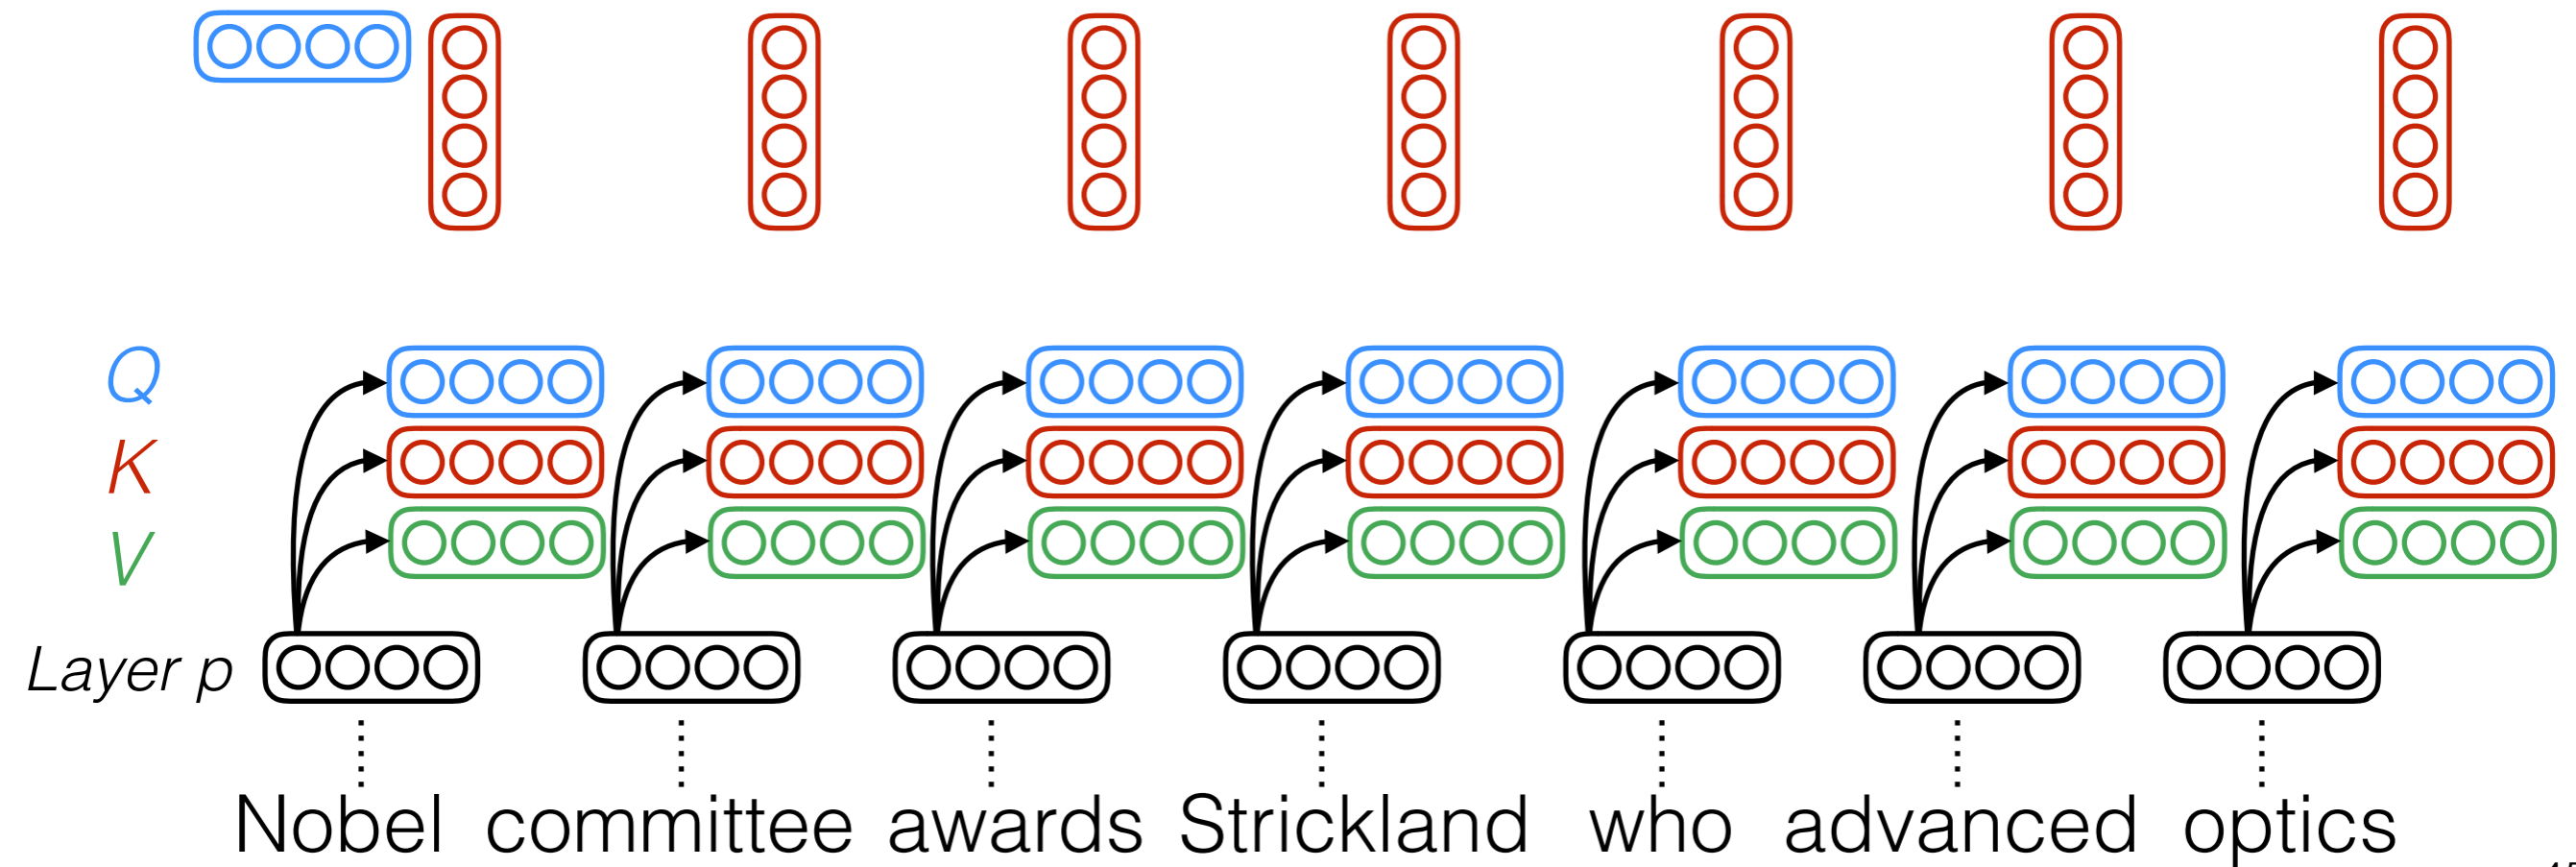 Q
K
V
Layer p
Nobel committee awards Strickland who advanced optics